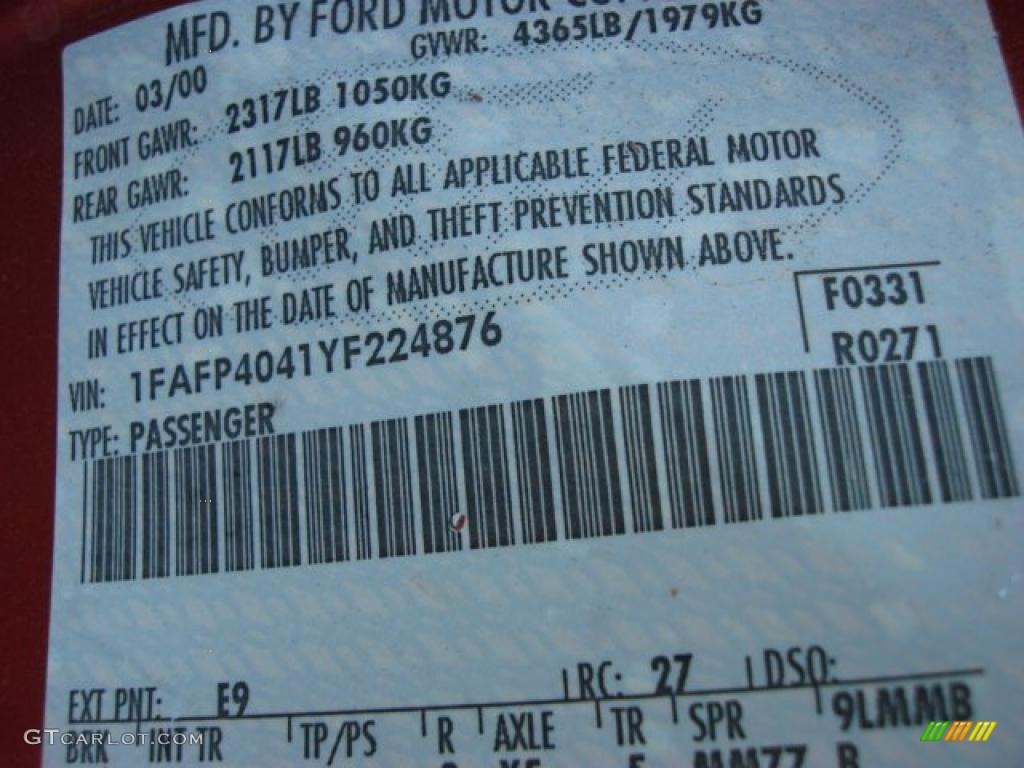 MFD. BY FORD MOTOR
GVWR: 4365LB/1979KG
DATE: 03/00
FRONT GAWR: 2317LB 1050KG
REAR GAWR: 2117LB 960KG
THIS VEHICLE CONFORMS TO ALL APPLICABLE FEDERAL MOTOR
VEHICLE SAFETY, BUMPER, AND THEFT PREVENTION STANDARDS
IN EFFECT ON THE DATE OF MANUFACTURE SHOWN ABOVE.
F0331
R0271
VIN: 1FAFP4041YF224876
TYPE: PASSENGER
EXT PNT: E9 RC: 27 DSO:
BRK INT TR TP/PS R AXLE TR SPR 9LMMB
GTCarLot.com